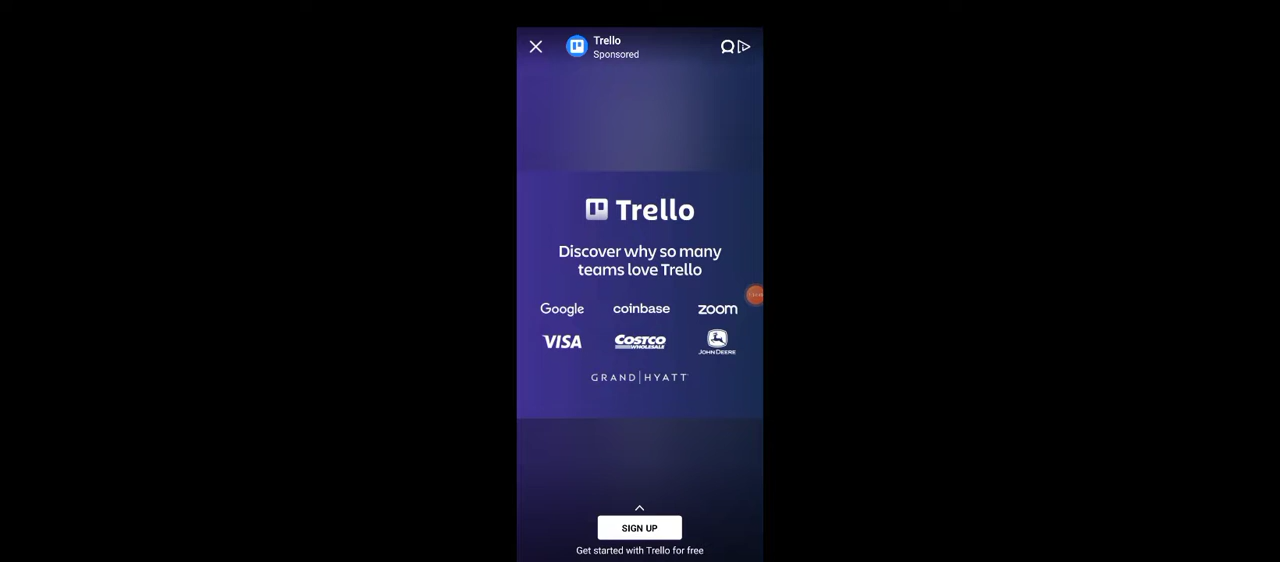 Trello
Sponsored
Trello
Discover why so many
teams love Trello
Google coinbase zoom
VISA COSTCO WHOLESALE JOHN DEERE
GRAND HYATT
SIGN UP
Get started with Trello for free